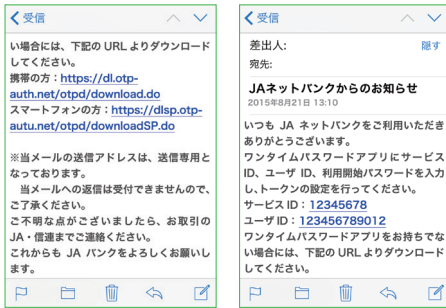 受信
い場合には、下記の URL よりダウンロード
してください。
携帯の方：https://dl.otp-
auth.net/otpd/download.do
スマートフォンの方：https://dlsp.otp-
autu.net/otpd/downloadSP.do
※当メールの送信アドレスは、送信専用と
なっております。
当メールへの返信は受付できませんので、
ご了承ください。
ご不明な点がございましたら、お取引の
JA・信連までご連絡ください。
これからも JA バンクをよろしくお願いし
ます。
受信
差出人: 隠す
宛先:
JAネットバンクからのお知らせ
2015年8月21日 13:10
いつも JA ネットバンクをご利用いただき
ありがとうございます。
ワンタイムパスワードアプリにサービス
ID、ユーザ ID、利用開始パスワードを入力
し、トークンの設定を行ってください。
サービス ID：12345678
ユーザ ID：123456789012
ワンタイムパスワードアプリをお持ちでな
い場合には、下記の URL よりダウンロード
してください。